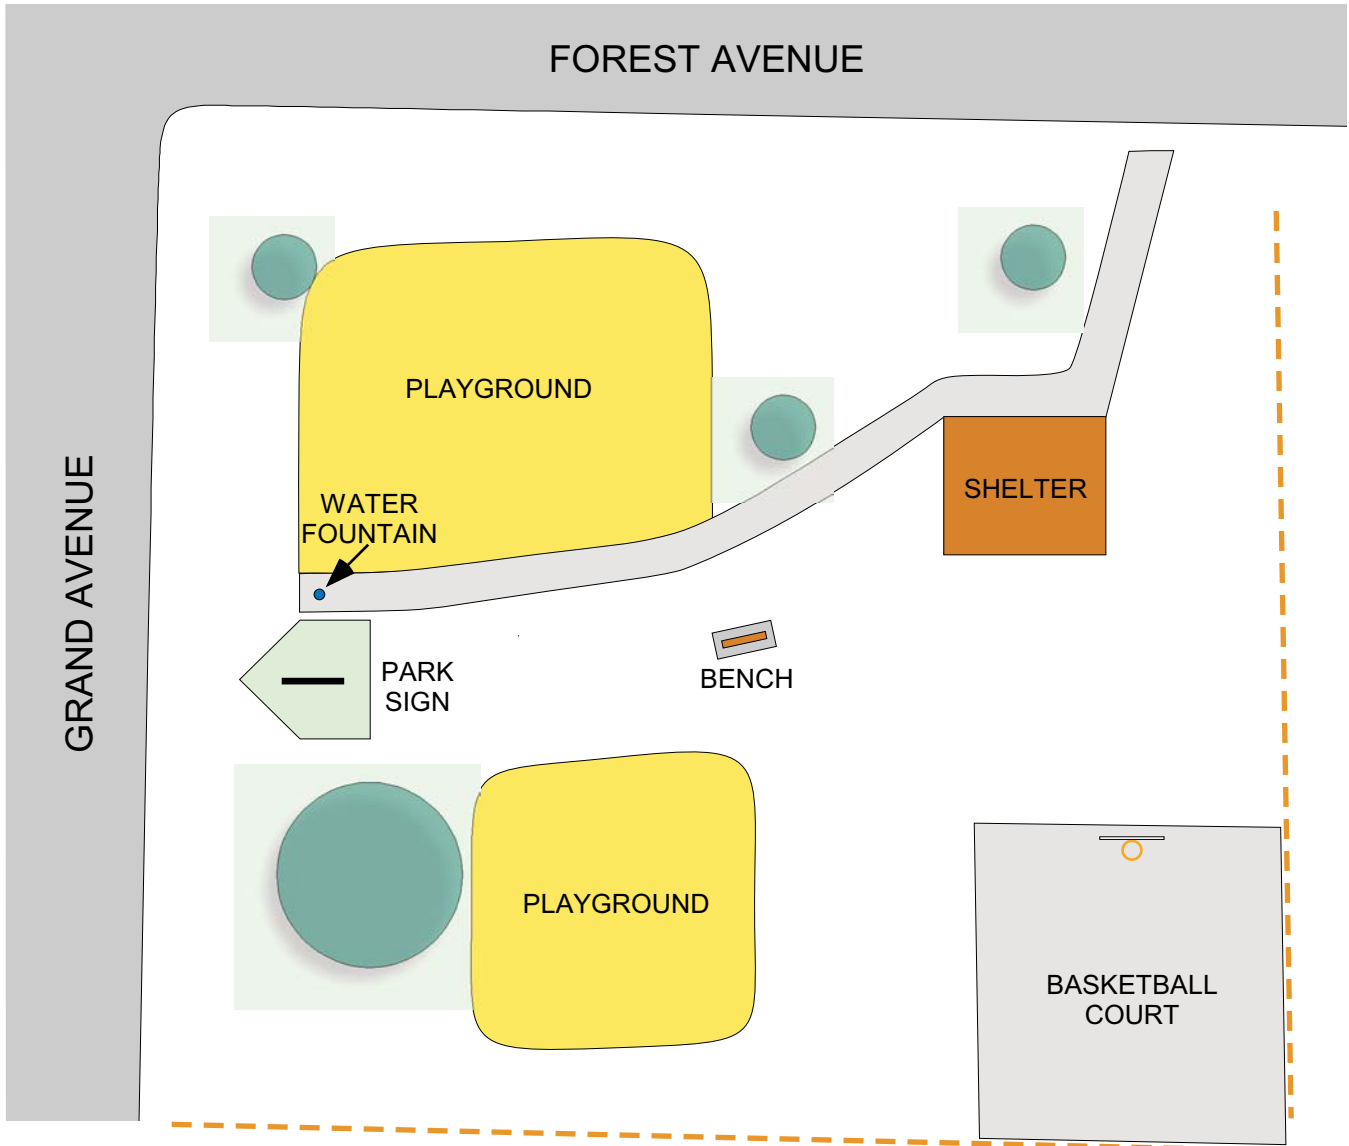 FOREST AVENUE
PLAYGROUND
SHELTER
WATER
FOUNTAIN
GRAND AVENUE
PARK
SIGN
BENCH
PLAYGROUND
BASKETBALL
COURT